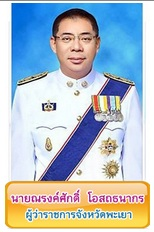 นายณรงค์ศักดิ์ โอสถธนากร
ผู้ว่าราชการจังหวัดพะเยา